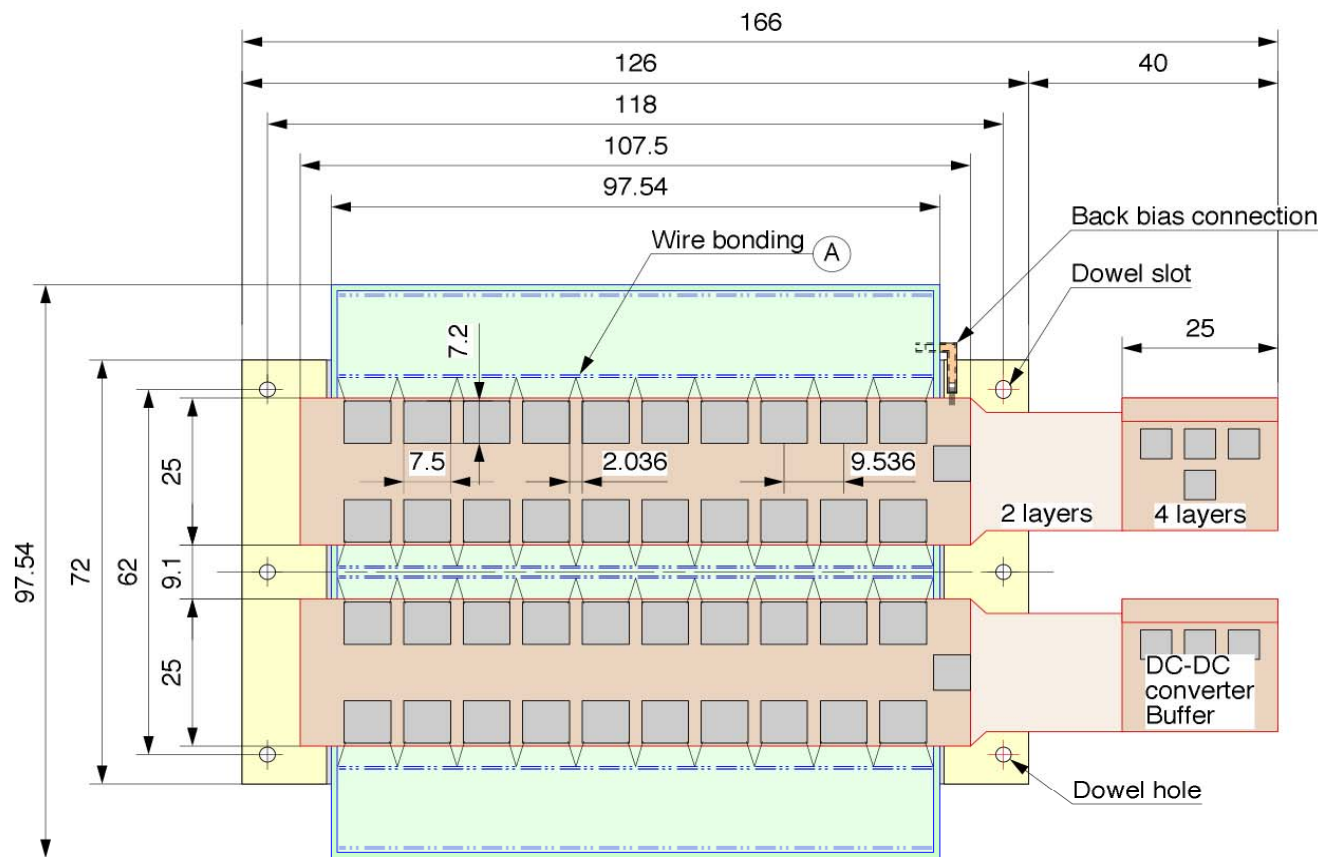 166
126
40
118
107.5
97.54
Back bias connection
Wire bonding
A
Dowel slot
25
7.2
7.5
2.036
9.536
25
2 layers
4 layers
97.54
72
62
9.1
25
DC-DC
converter
Buffer
Dowel hole